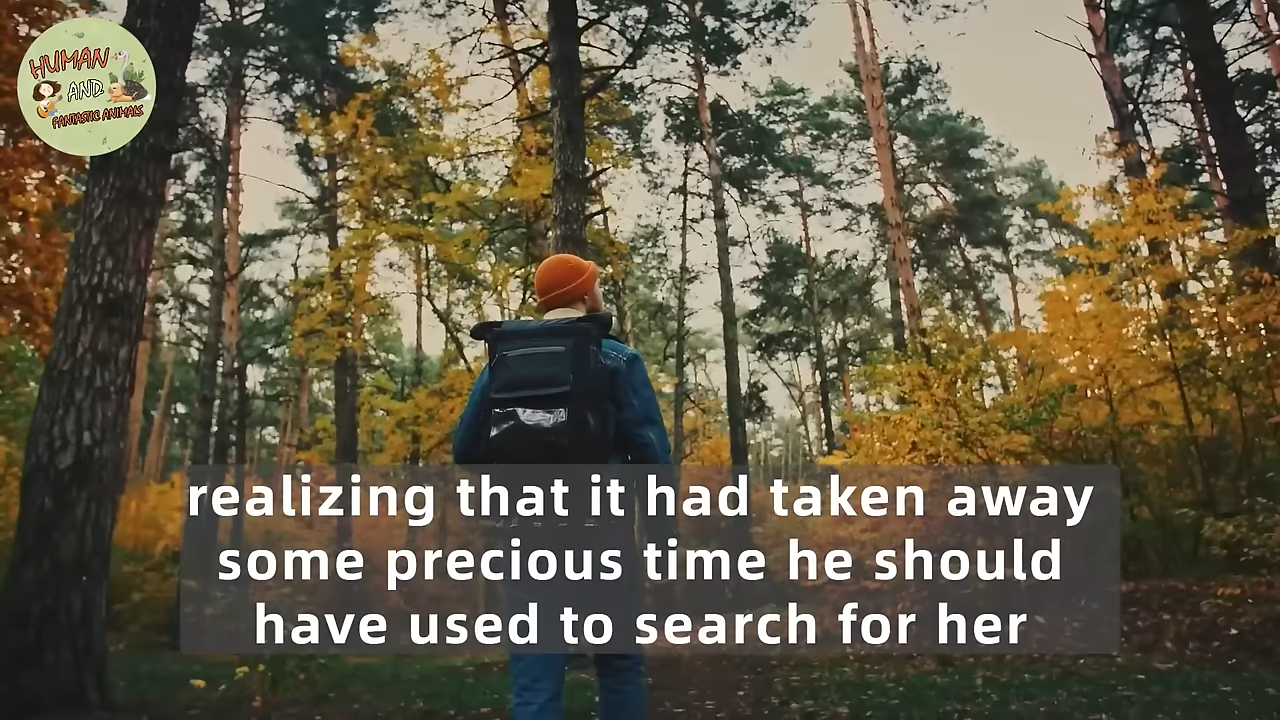 HUMAN
AND
FANTASTIC ANIMALS
realizing that it had taken away
some precious time he should
have used to search for her